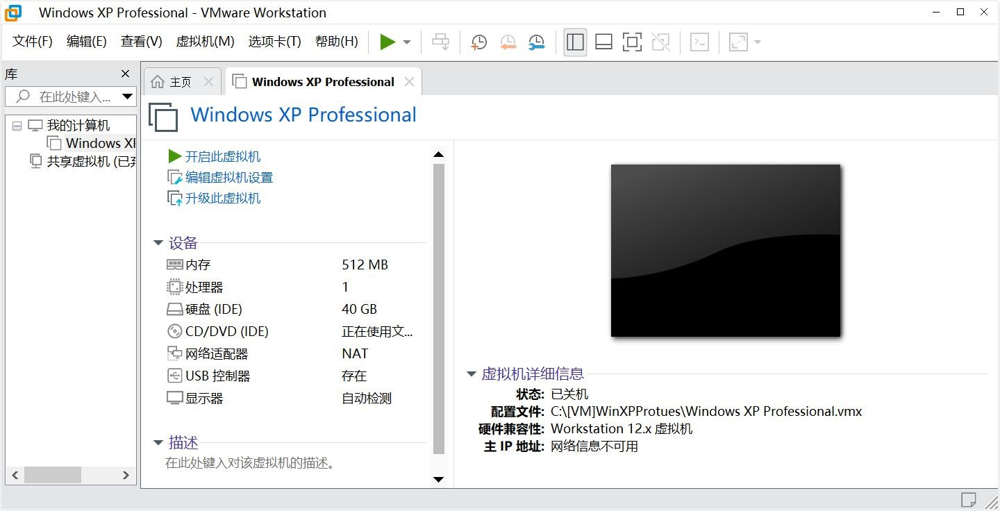 Windows XP Professional - VMware Workstation
文件(F) 编辑(E) 查看(V) 虚拟机(M) 选项卡(T) 帮助(H)
库
在此处键入...
我的计算机
Windows XP
共享虚拟机 (已弃
主页
Windows XP Professional
Windows XP Professional
开启此虚拟机
编辑虚拟机设置
升级此虚拟机
设备
内存 512 MB
处理器 1
硬盘 (IDE) 40 GB
CD/DVD (IDE) 正在使用文...
网络适配器 NAT
USB 控制器 存在
显示器 自动检测
描述
在此处键入对该虚拟机的描述。
虚拟机详细信息
状态: 已关机
配置文件: C:\[VM]WinXPProtues\Windows XP Professional.vmx
硬件兼容性: Workstation 12.x 虚拟机
主 IP 地址: 网络信息不可用